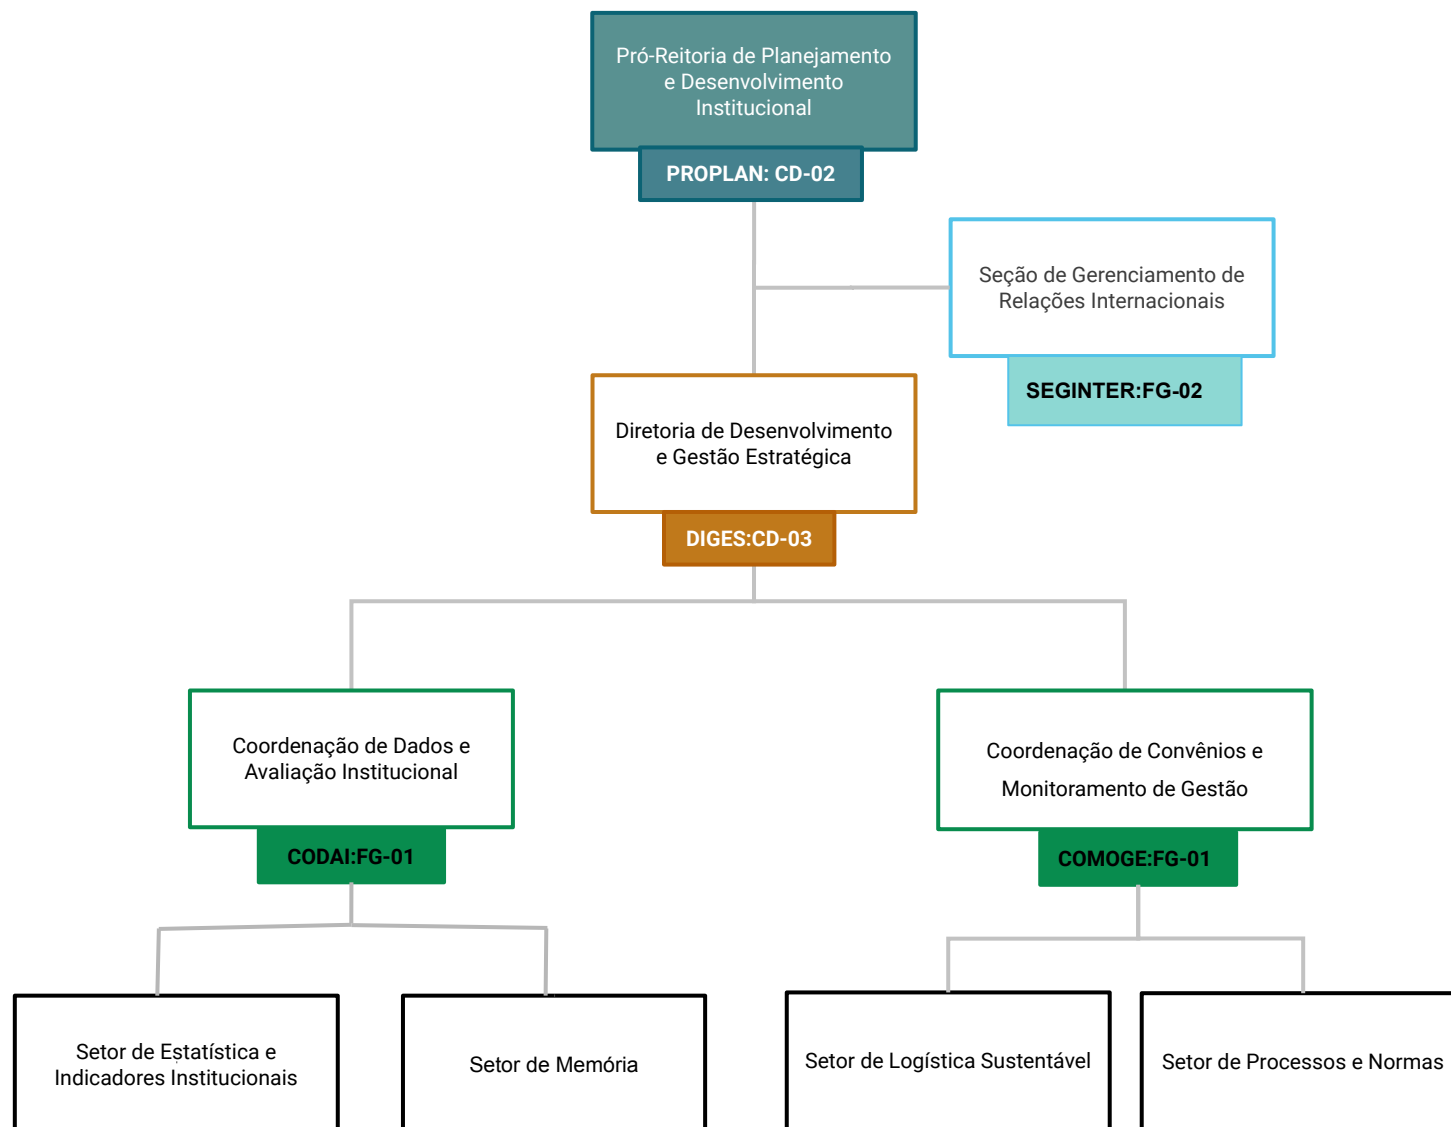 Pró-Reitoria de Planejamento
e Desenvolvimento
Institucional
PROPLAN: CD-02
Seção de Gerenciamento de
Relações Internacionais
SEGINTER:FG-02
Diretoria de Desenvolvimento
e Gestão Estratégica
DIGES:CD-03
Coordenação de Dados e
Avaliação Institucional
CODAI:FG-01
Coordenação de Convênios e
Monitoramento de Gestão
COMOGE:FG-01
Setor de Estatística e
Indicadores Institucionais
Setor de Memória
Setor de Logística Sustentável
Setor de Processos e Normas